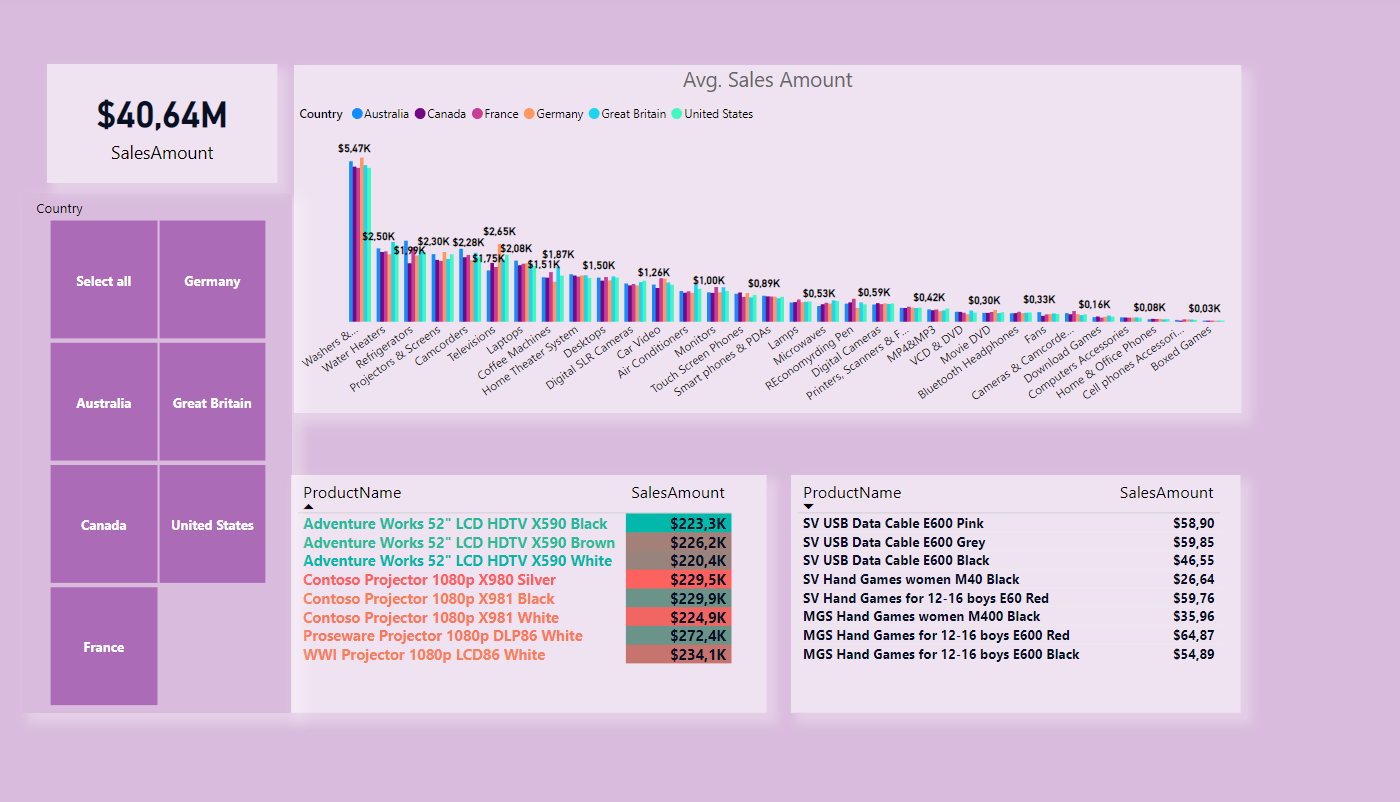 $40,64M
SalesAmount
Country
Select all
Germany
Australia
Great Britain
Canada
United States
France
Avg. Sales Amount
Country Australia Canada France Germany Great Britain United States
$5,47K
$2,50K
$1,99K
$2,30K
$2,28K
$1,75K
$2,65K
$2,08K
$1,51K
$1,87K
$1,50K
$1,26K
$1,00K
$0,89K
$0,53K
$0,59K
$0,42K
$0,30K
$0,33K
$0,16K
$0,08K
$0,03K
Washers &...
Water Heaters
Refrigerators
Projectors & Screens
Camcorders
Televisions
Laptops
Coffee Machines
Home Theater System
Desktops
Digital SLR Cameras
Car Video
Air Conditioners
Monitors
Touch Screen Phones
Smart phones & PDAs
Lamps
Microwaves
REconomyrding Pen
Digital Cameras
Printers, Scanners & F...
MP4&MP3
VCD & DVD
Movie DVD
Bluetooth Headphones
Fans
Cameras & Camcorde...
Download Games
Computers Accessories
Home & Office Phones
Cell phones Accessori...
Boxed Games
ProductName SalesAmount
Adventure Works 52" LCD HDTV X590 Black $223,3K
Adventure Works 52" LCD HDTV X590 Brown $226,2K
Adventure Works 52" LCD HDTV X590 White $220,4K
Contoso Projector 1080p X980 Silver $229,5K
Contoso Projector 1080p X981 Black $229,9K
Contoso Projector 1080p X981 White $224,9K
Proseware Projector 1080p DLP86 White $272,4K
WWI Projector 1080p LCD86 White $234,1K
ProductName SalesAmount
SV USB Data Cable E600 Pink $58,90
SV USB Data Cable E600 Grey $59,85
SV USB Data Cable E600 Black $46,55
SV Hand Games women M40 Black $26,64
SV Hand Games for 12-16 boys E60 Red $59,76
MGS Hand Games women M400 Black $35,96
MGS Hand Games for 12-16 boys E600 Red $64,87
MGS Hand Games for 12-16 boys E600 Black $54,89